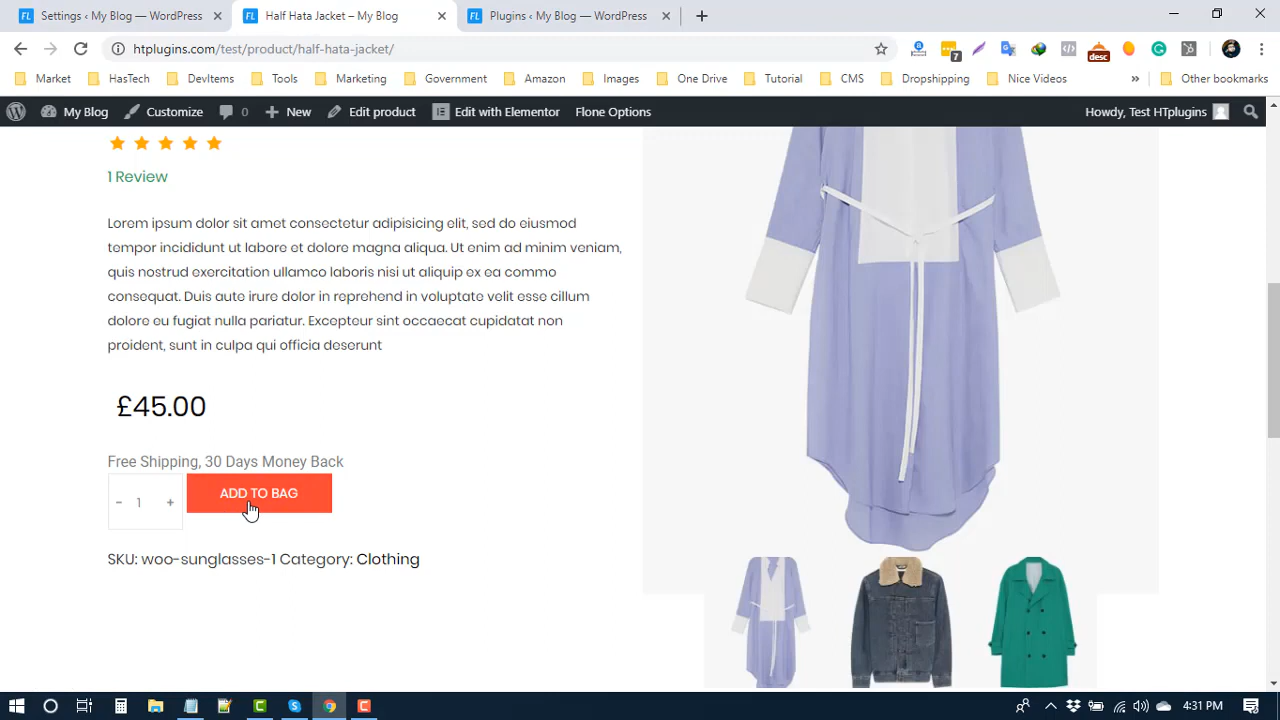 Settings ‹ My Blog — WordPress
Half Hata Jacket – My Blog
Plugins ‹ My Blog — WordPress
htplugins.com/test/product/half-hata-jacket/
7
desc
Market
HasTech
DevItems
Tools
Marketing
Government
Amazon
Images
One Drive
Tutorial
CMS
Dropshipping
Nice Videos
»
Other bookmarks
My Blog
Customize
0
New
Edit product
Edit with Elementor
Flone Options
Howdy, Test HTplugins
1 Review
Lorem ipsum dolor sit amet consectetur adipisicing elit, sed do eiusmod
tempor incididunt ut labore et dolore magna aliqua. Ut enim ad minim veniam,
quis nostrud exercitation ullamco laboris nisi ut aliquip ex ea commo
consequat. Duis aute irure dolor in reprehend in voluptate velit esse cillum
dolore eu fugiat nulla pariatur. Excepteur sint occaecat cupidatat non
proident, sunt in culpa qui officia deserunt
£45.00
Free Shipping, 30 Days Money Back
- 1 +
ADD TO BAG
SKU: woo-sunglasses-1 Category: Clothing
4:31 PM